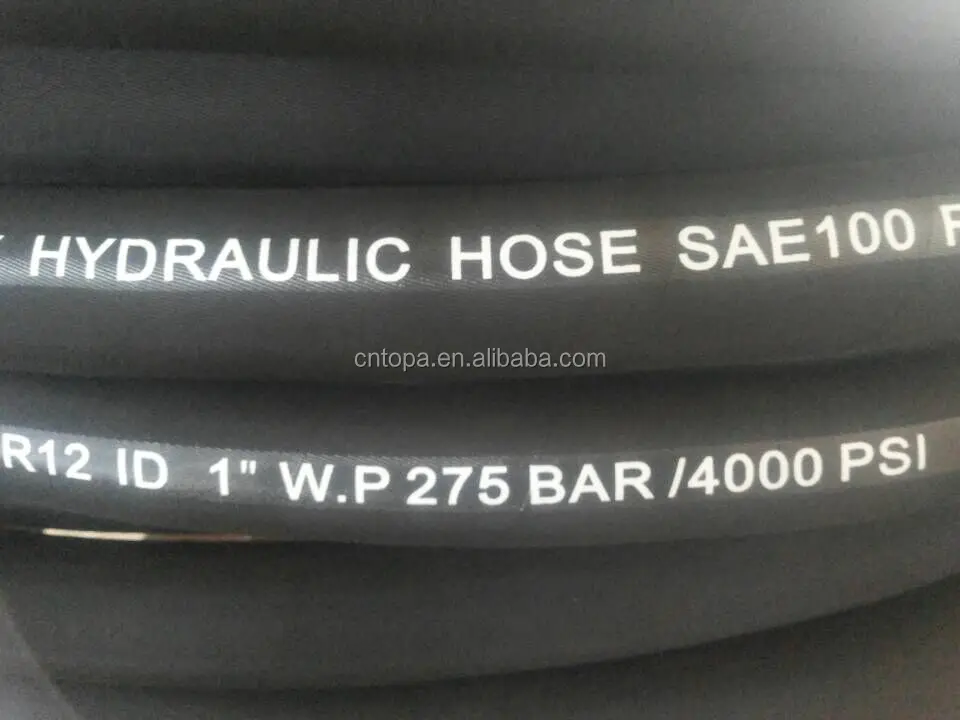 HYDRAULIC HOSE SAE100
cntopa.en.alibaba.com
R12 ID 1" W.P 275 BAR /4000 PSI